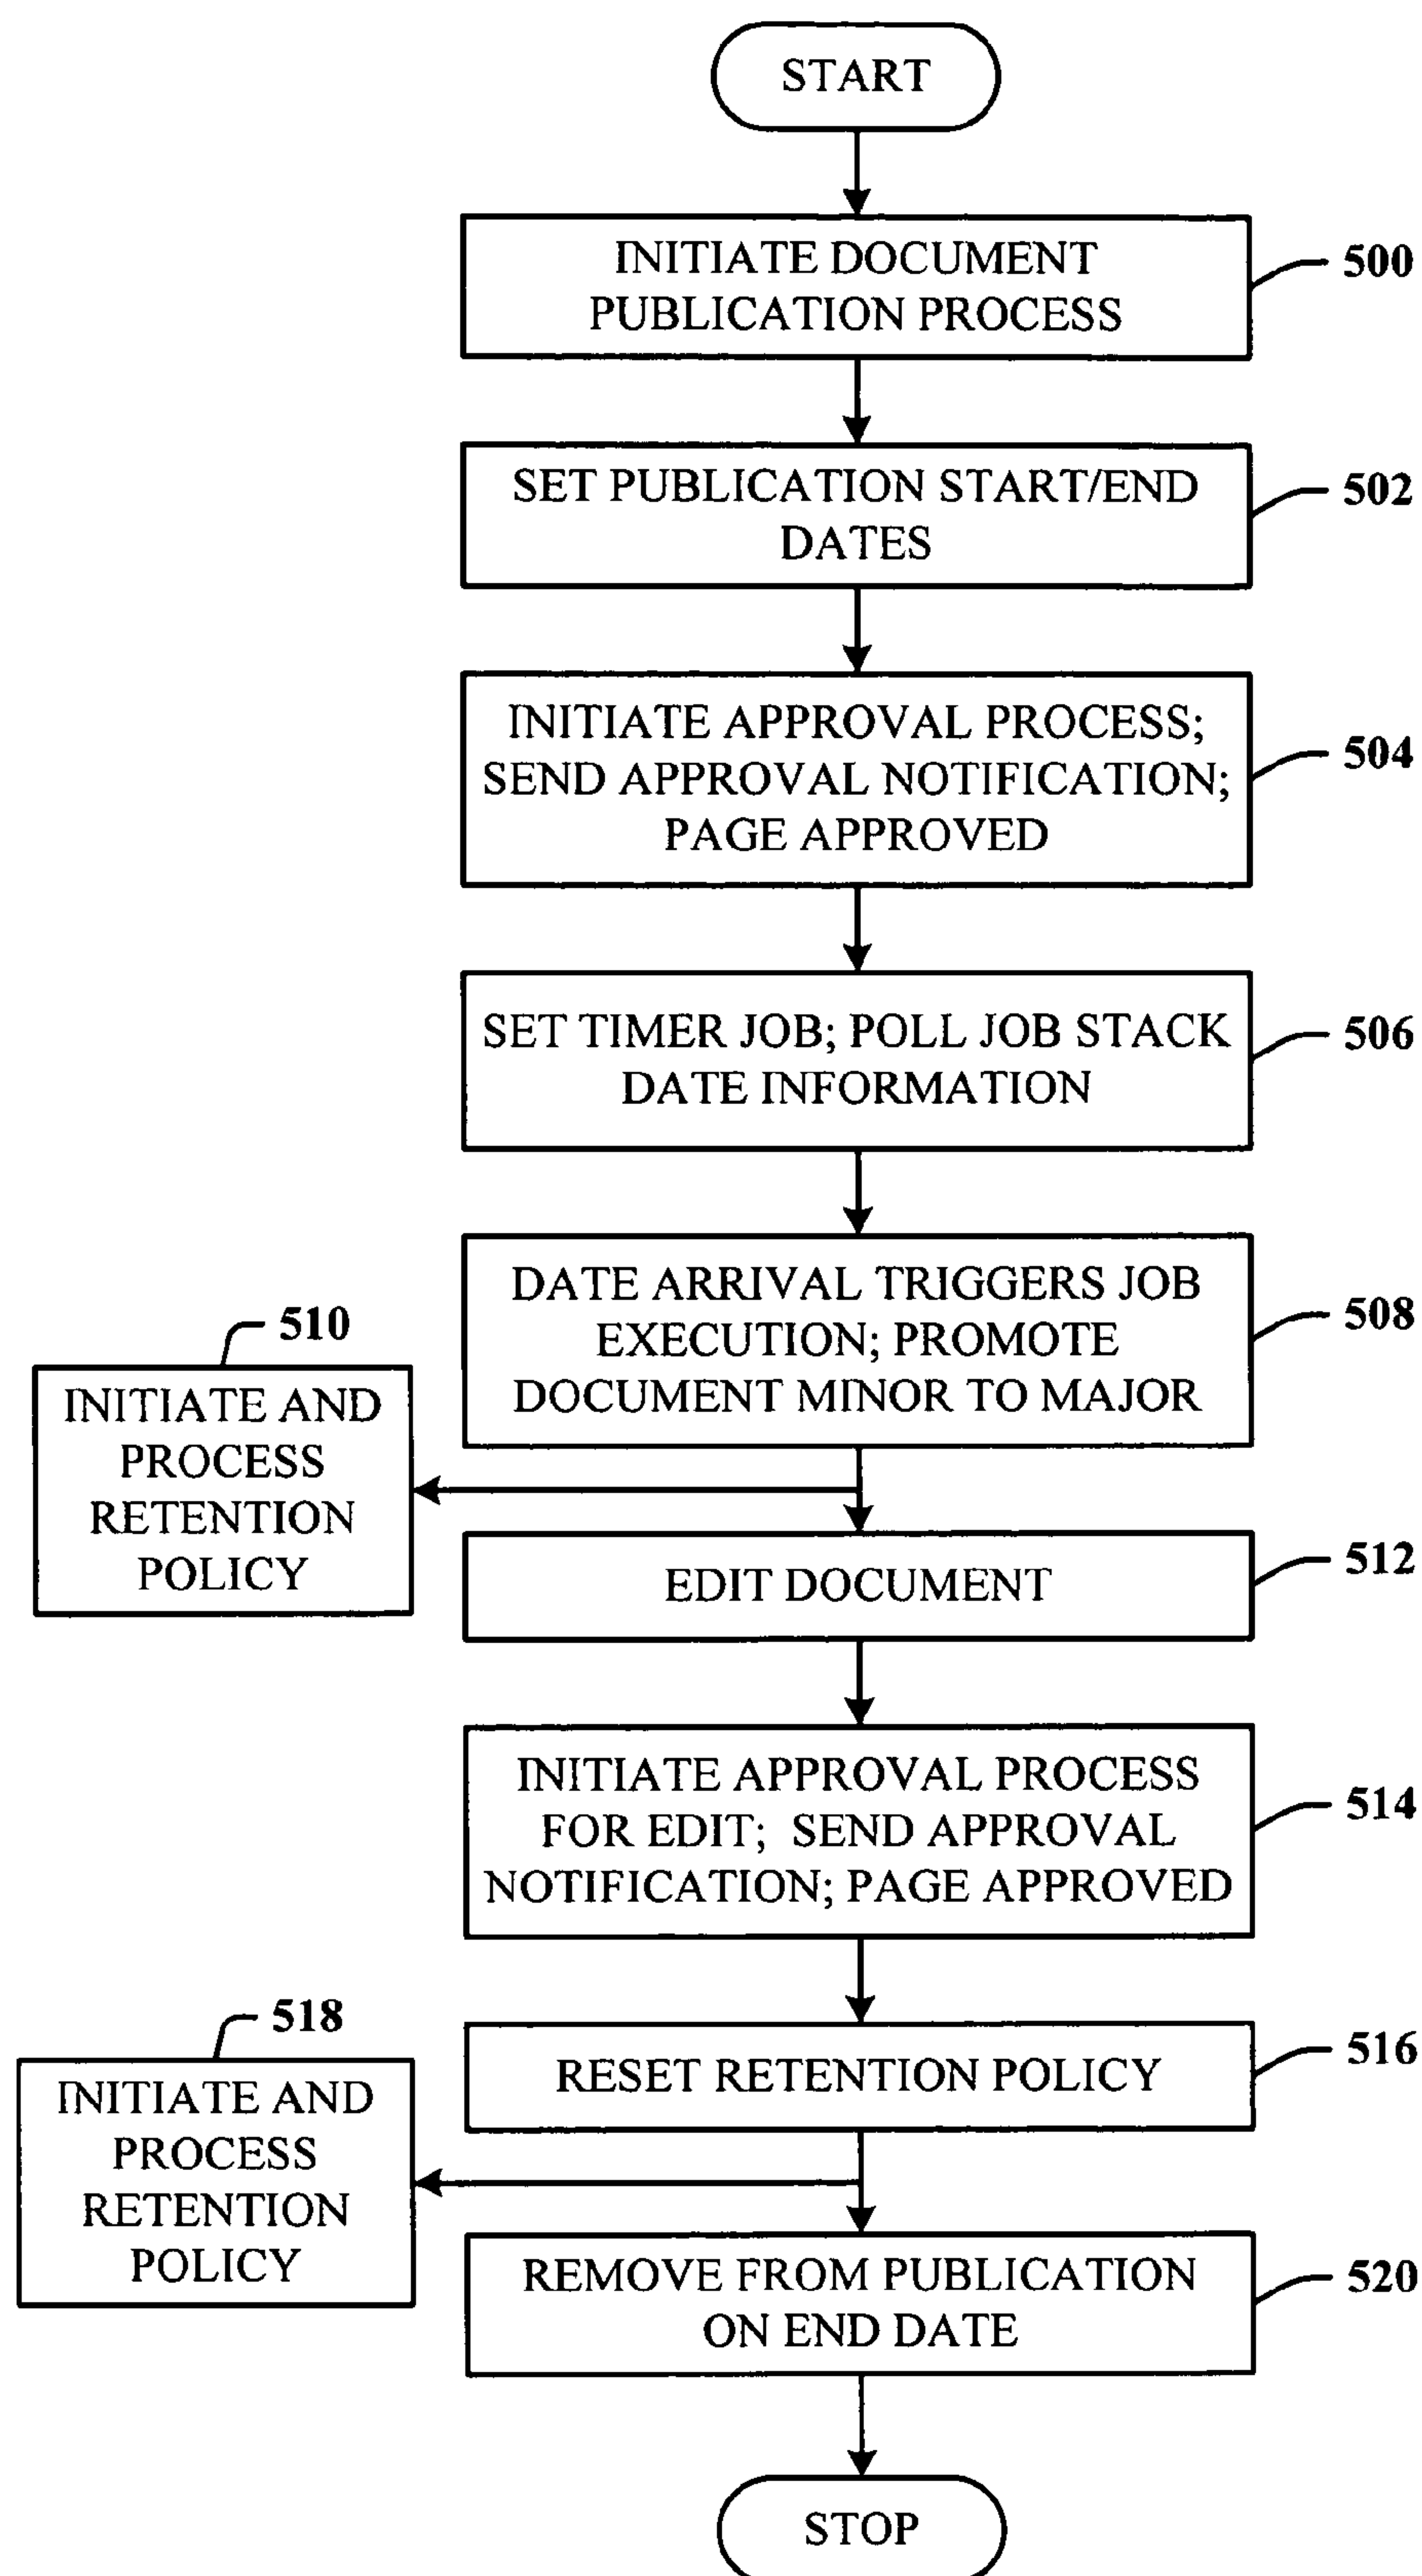 START
INITIATE DOCUMENT
PUBLICATION PROCESS
500
SET PUBLICATION START/END
DATES
502
INITIATE APPROVAL PROCESS;
SEND APPROVAL NOTIFICATION;
PAGE APPROVED
504
SET TIMER JOB; POLL JOB STACK
DATE INFORMATION
506
DATE ARRIVAL TRIGGERS JOB
EXECUTION; PROMOTE
DOCUMENT MINOR TO MAJOR
508
510
INITIATE AND
PROCESS
RETENTION
POLICY
EDIT DOCUMENT
512
INITIATE APPROVAL PROCESS
FOR EDIT; SEND APPROVAL
NOTIFICATION; PAGE APPROVED
514
RESET RETENTION POLICY
516
518
INITIATE AND
PROCESS
RETENTION
POLICY
REMOVE FROM PUBLICATION
ON END DATE
520
STOP